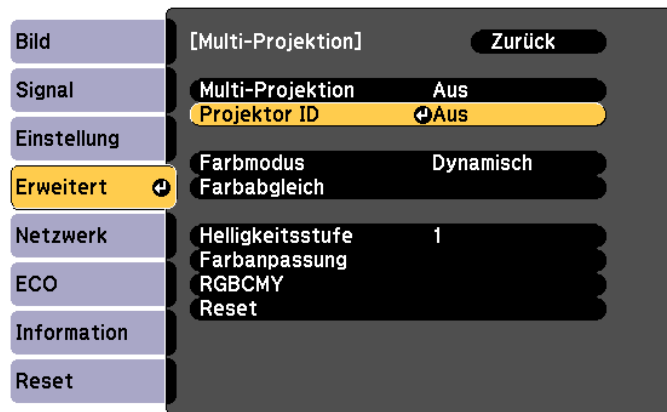 Bild
Signal
Einstellung
Erweitert
Netzwerk
ECO
Information
Reset
[Multi-Projektion] Zurück
Multi-Projektion Aus
Projektor ID Aus
Farbmodus Dynamisch
Farbabgleich
Helligkeitsstufe 1
Farbanpassung
RGBCMY
Reset